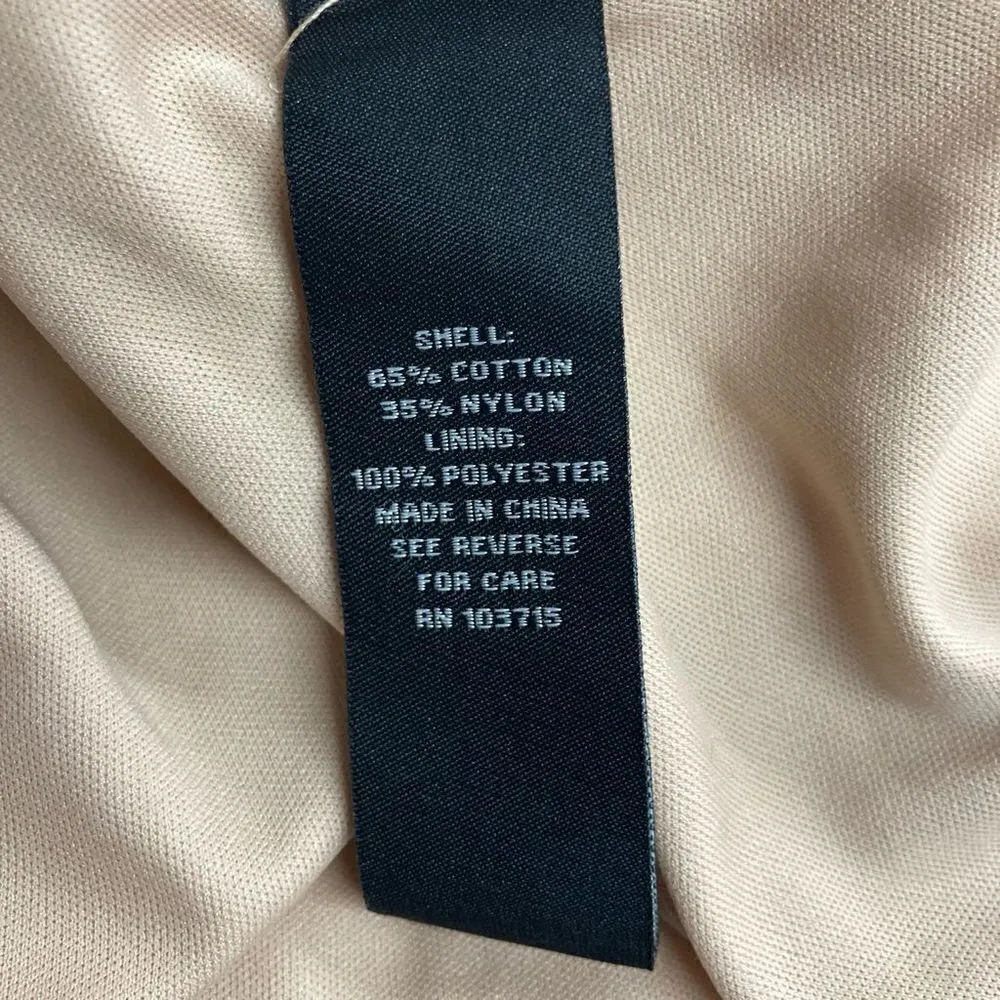 SHELL:
65% COTTON
35% NYLON
LINING:
100% POLYESTER
MADE IN CHINA
SEE REVERSE
FOR CARE
RN 103715